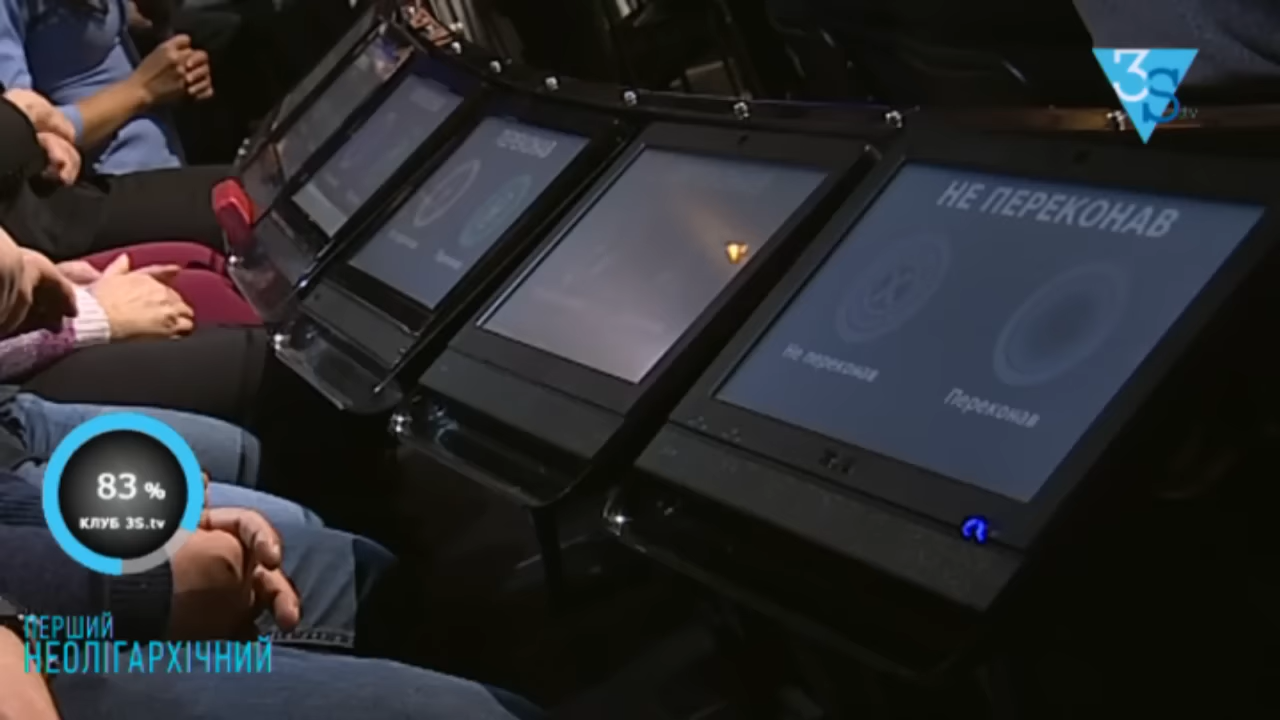 3S.tv
НЕ ПЕРЕКОНАВ
Не переконав
Переконав
83 %
КЛУБ 3S.tv
ПЕРШИЙ
НЕОЛІГАРХІЧНИЙ